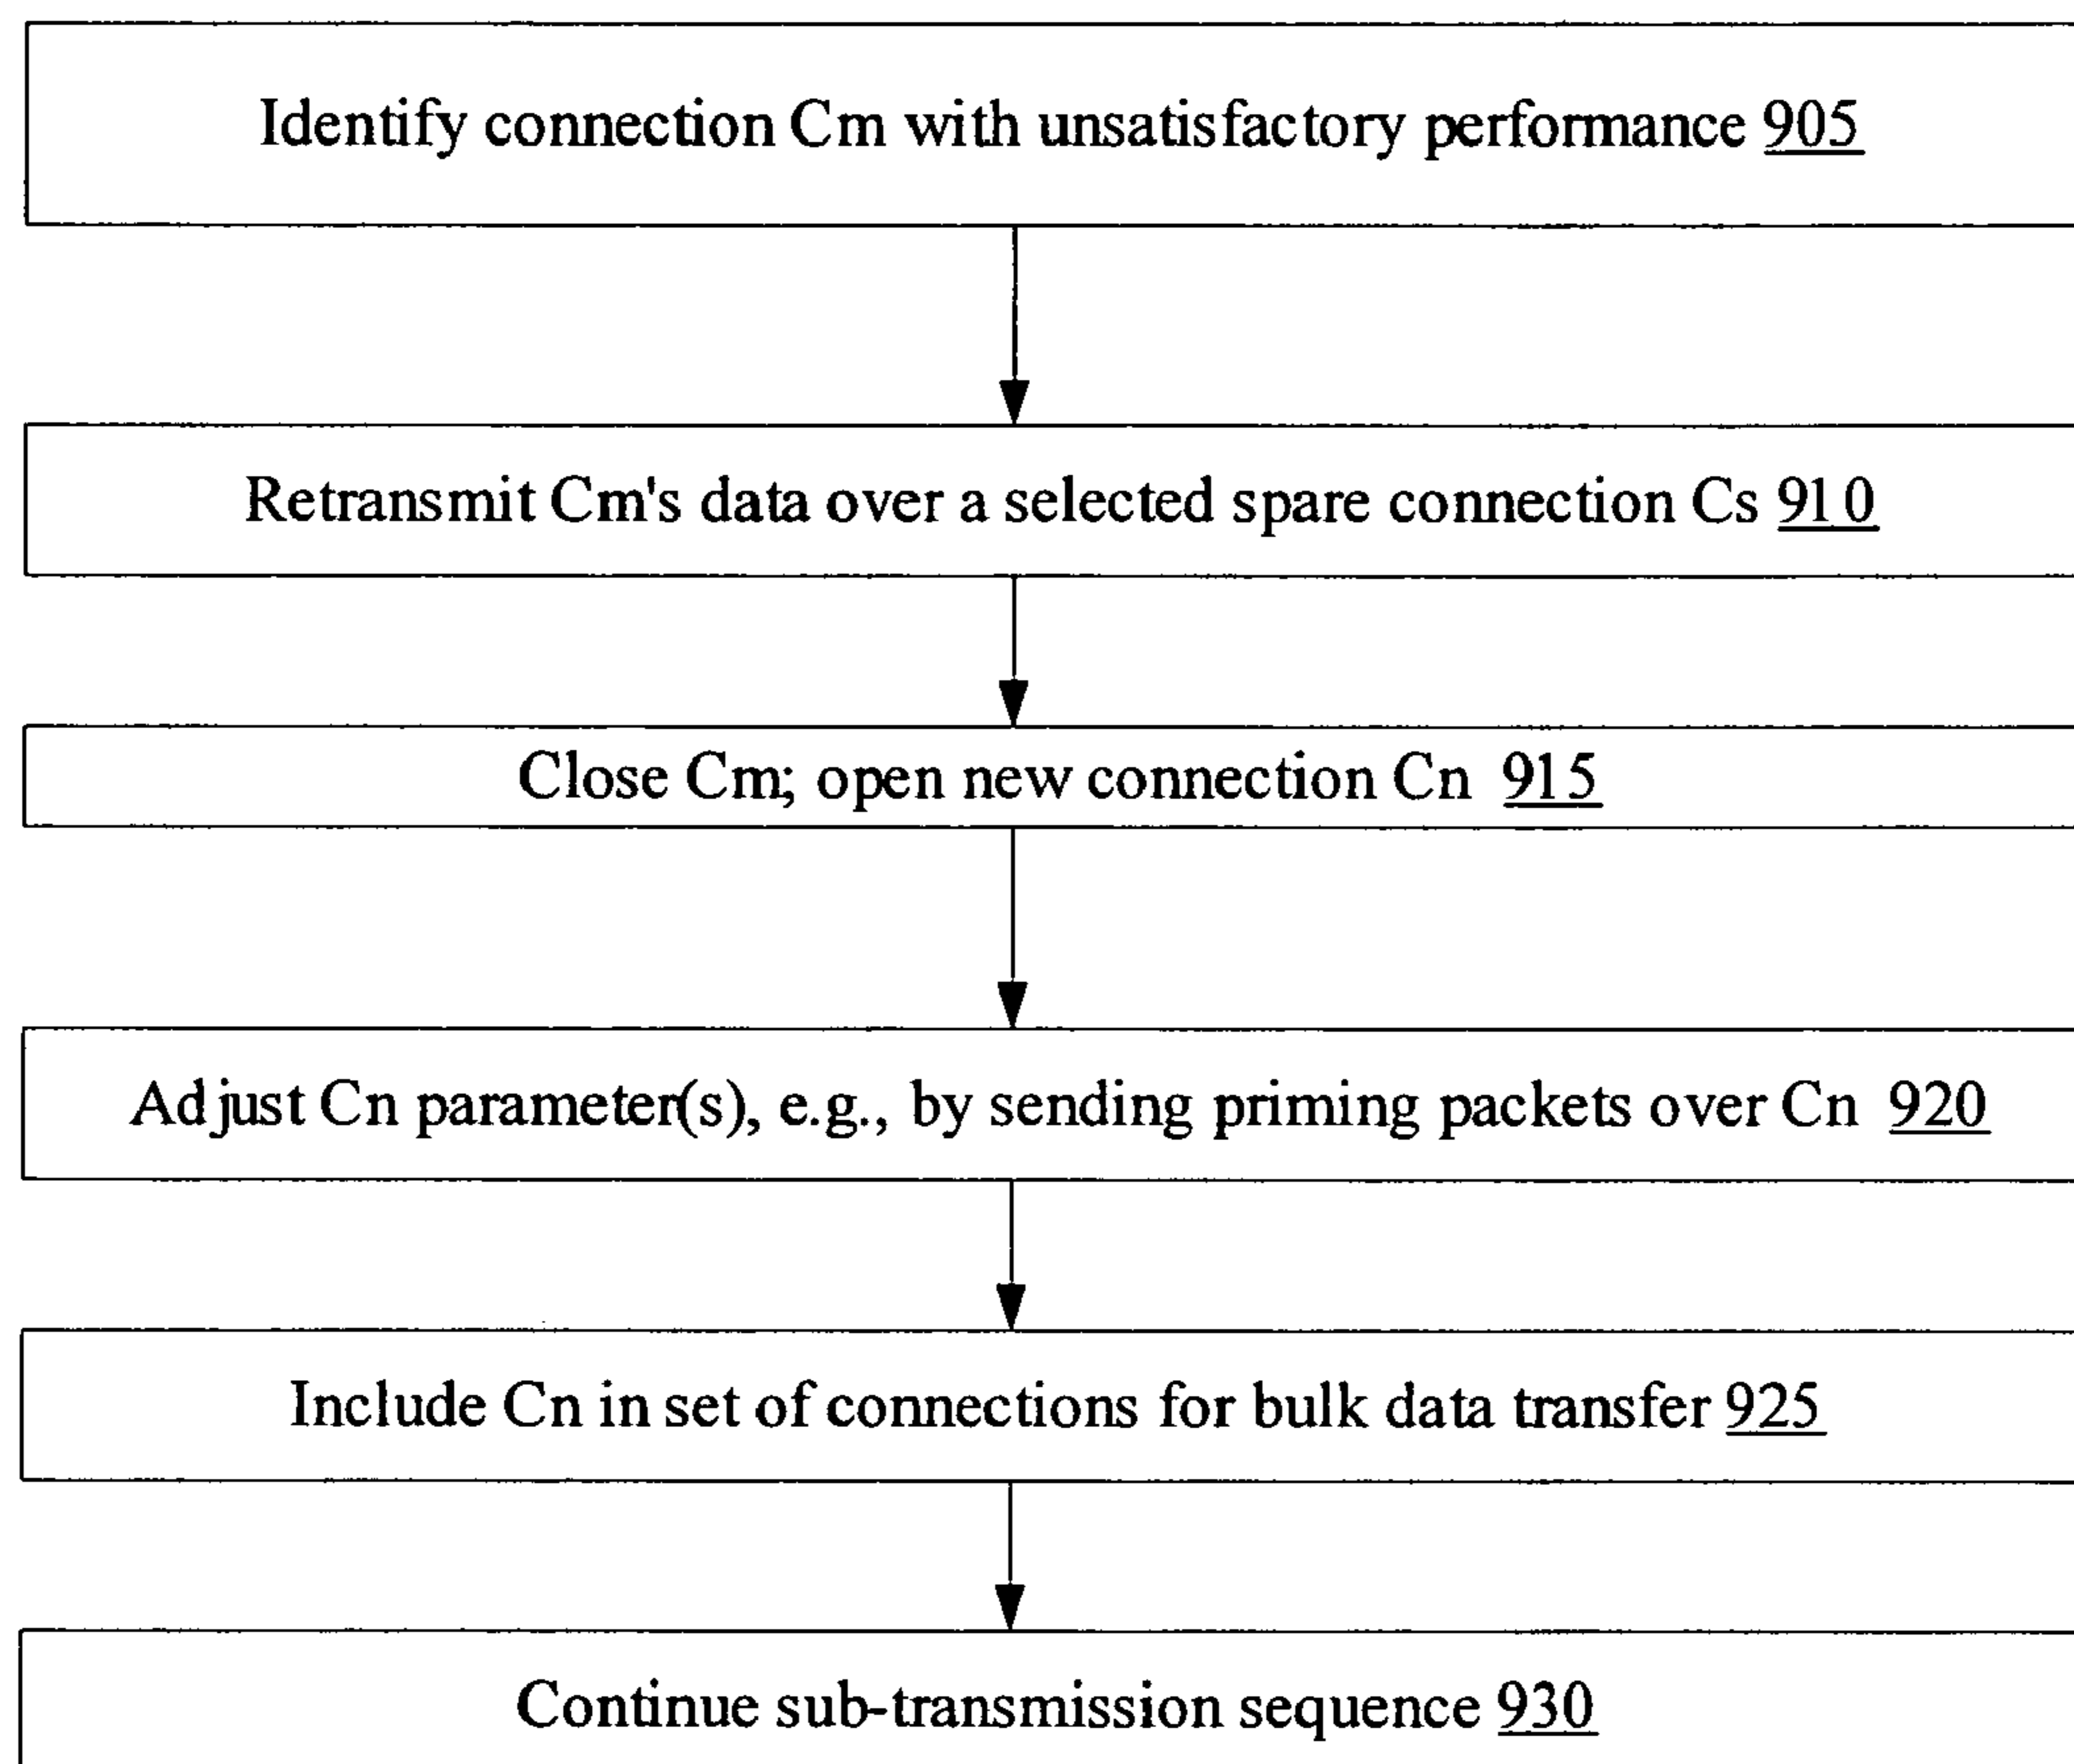 Identify connection Cm with unsatisfactory performance 905
Retransmit Cm's data over a selected spare connection Cs 910
Close Cm; open new connection Cn 915
Adjust Cn parameter(s), e.g., by sending priming packets over Cn 920
Include Cn in set of connections for bulk data transfer 925
Continue sub-transmission sequence 930